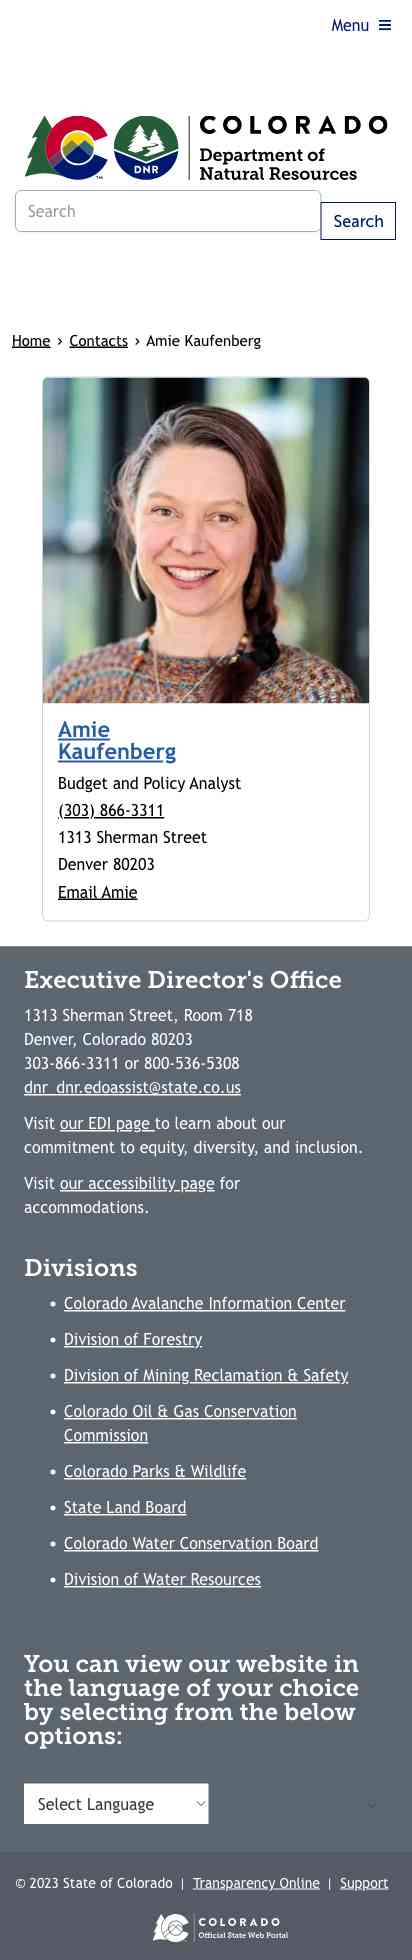 Menu
COLORADO
Department of
Natural Resources
DNR
TM
Search
Search
Home › Contacts › Amie Kaufenberg
Amie
Kaufenberg
Budget and Policy Analyst
(303) 866-3311
1313 Sherman Street
Denver 80203
Email Amie
Executive Director's Office
1313 Sherman Street, Room 718
Denver, Colorado 80203
303-866-3311 or 800-536-5308
dnr_dnr.edoassist@state.co.us
Visit our EDI page to learn about our
commitment to equity, diversity, and inclusion.
Visit our accessibility page for
accommodations.
Divisions
• Colorado Avalanche Information Center
• Division of Forestry
• Division of Mining Reclamation & Safety
• Colorado Oil & Gas Conservation
Commission
• Colorado Parks & Wildlife
• State Land Board
• Colorado Water Conservation Board
• Division of Water Resources
You can view our website in
the language of your choice
by selecting from the below
options:
Select Language
© 2023 State of Colorado | Transparency Online | Support
COLORADO
Official State Web Portal